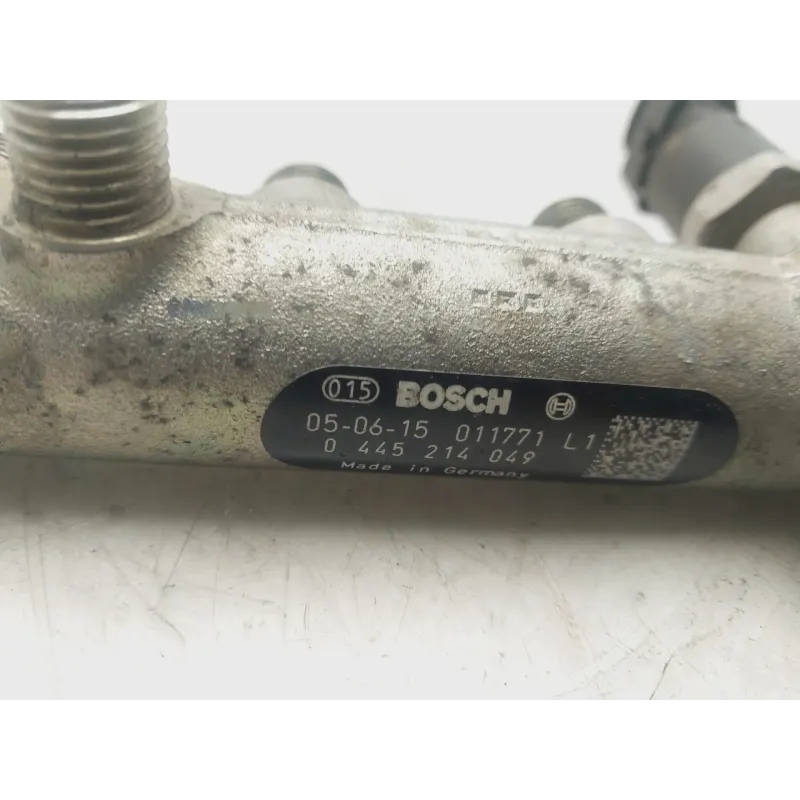 015 BOSCH
05-06-15 011771 L1
0 445 214 049
Made in Germany